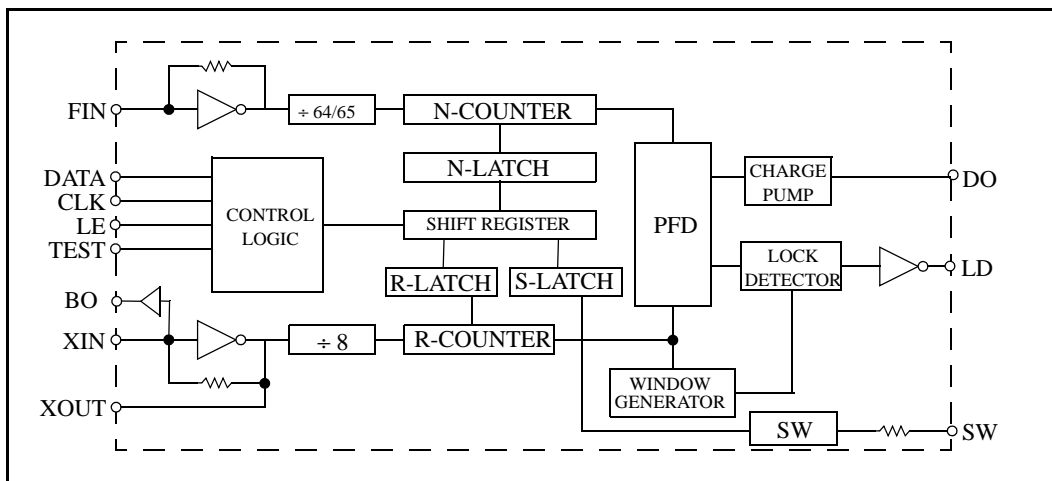 FIN
÷ 64/65
N-COUNTER
DATA
CLK
LE
TEST
CONTROL
LOGIC
N-LATCH
SHIFT REGISTER
R-LATCH
S-LATCH
PFD
CHARGE
PUMP
DO
LOCK
DETECTOR
LD
BO
XIN
XOUT
÷ 8
R-COUNTER
WINDOW
GENERATOR
SW
SW